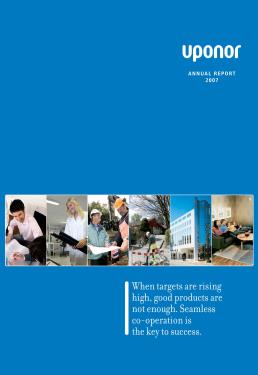 uponor
ANNUAL REPORT
2007
When targets are rising
high, good products are
not enough. Seamless
co-operation is
the key to success.